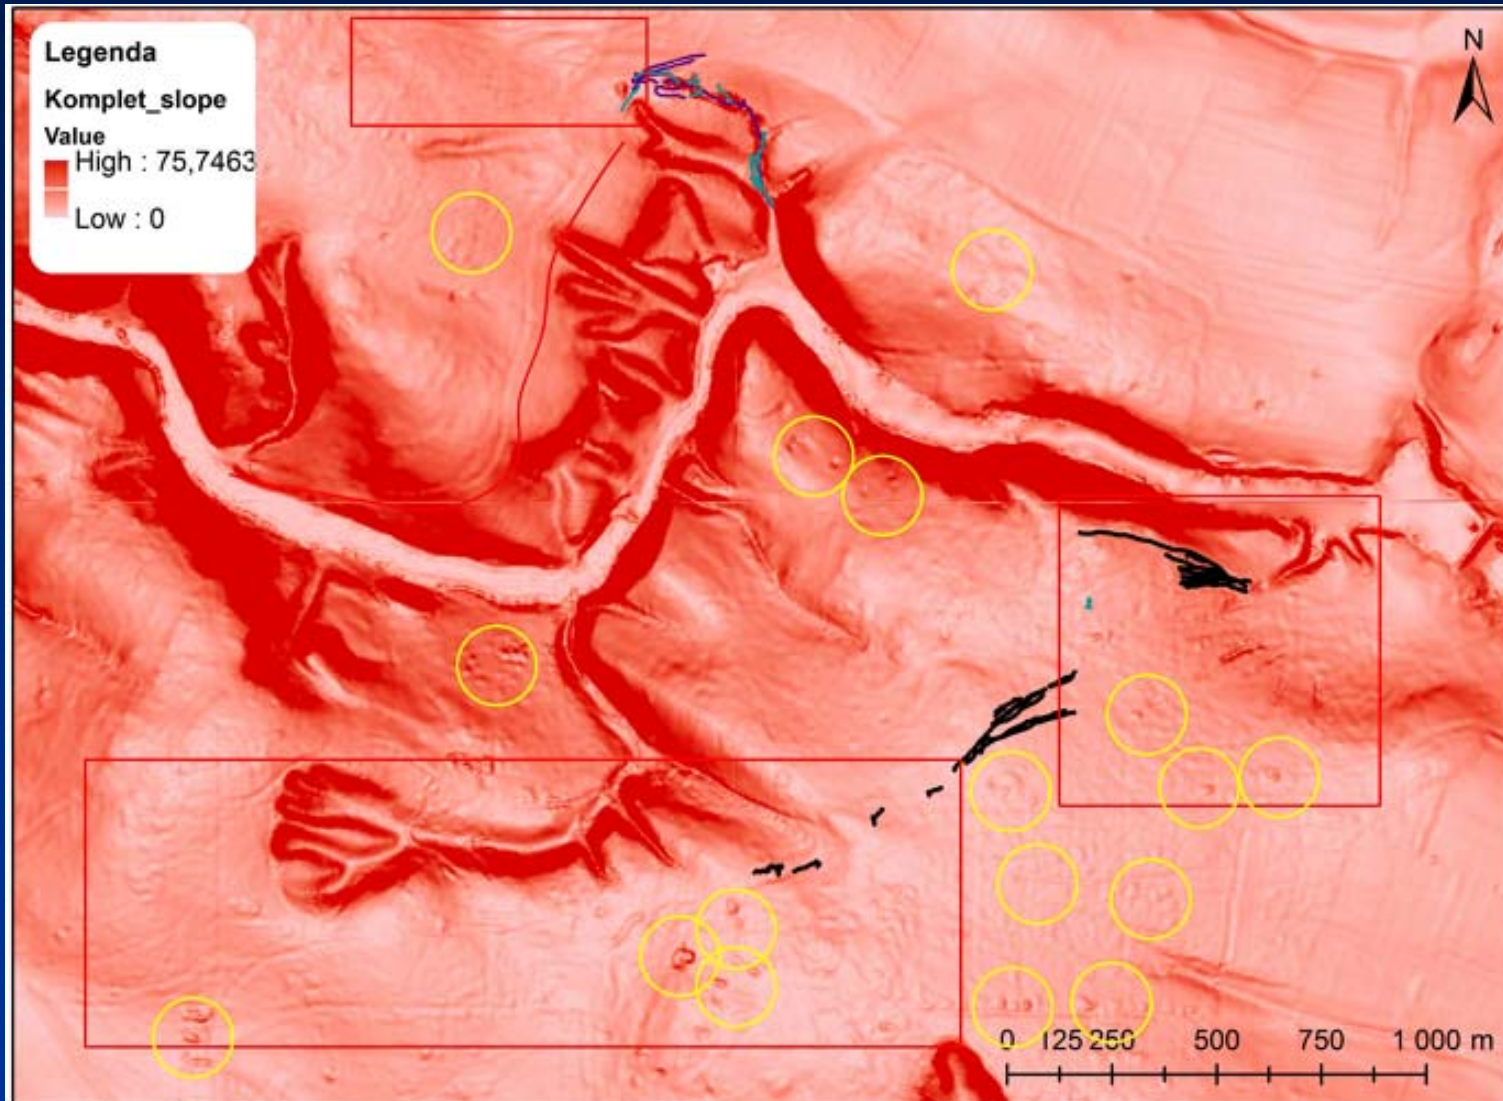 Legenda
Komplet_slope
Value
High : 75,7463
Low : 0
N
0 125 250 500 750 1 000 m